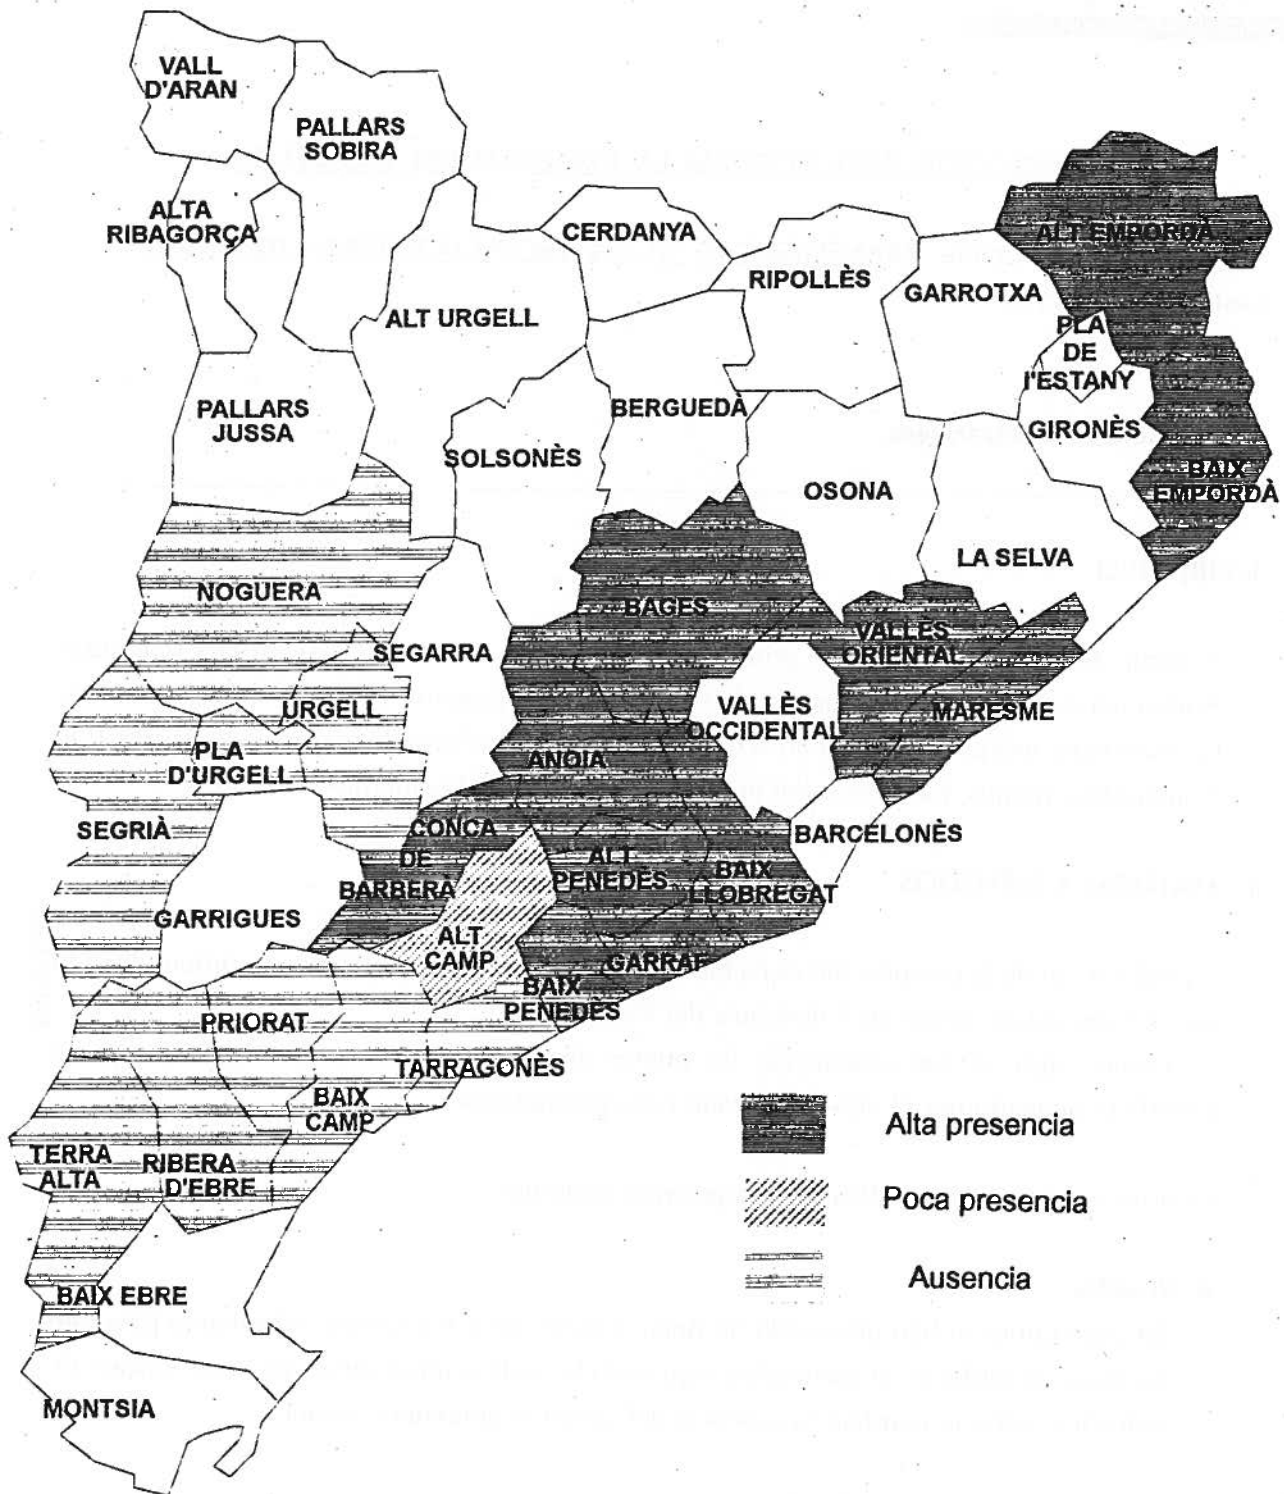 VALL
D'ARAN
PALLARS
SOBIRA
ALTA
RIBAGORÇA
CERDANYA
RIPOLLÈS
ALT EMPORDÀ
GARROTXA
ALT URGELL
PLA
DE
l'ESTANY
PALLARS
JUSSA
BERGUEDÀ
GIRONÈS
SOLSONÈS
OSONA
BAIX
EMPORDÀ
LA SELVA
NOGUERA
BAGES
SEGARRA
VALLÈS
ORIENTAL
URGELL
VALLÈS
OCCIDENTAL
MARESME
PLA
D'URGELL
ANOIA
SEGRIÀ
CONCA
DE
BARBERÀ
BARCELONÈS
ALT
PENEDÈS
BAIX
LLOBREGAT
GARRIGUES
ALT
CAMP
GARRAF
BAIX
PENEDÈS
PRIORAT
TARRAGONÈS
BAIX
CAMP
Alta presencia
TERRA
ALTA
RIBERA
D'EBRE
Poca presencia
Ausencia
BAIX EBRE
MONTSIA